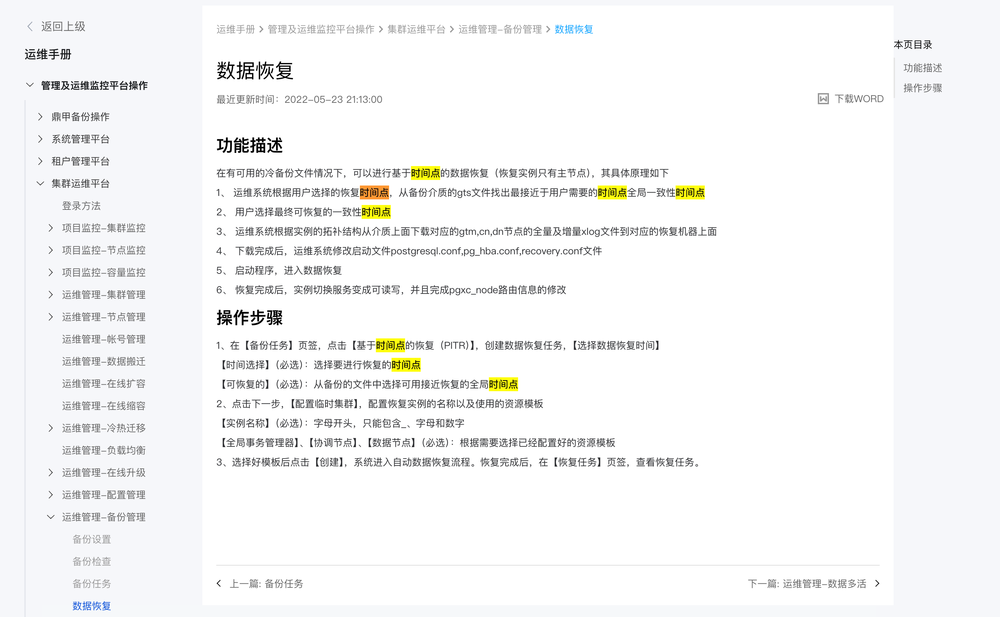 返回上级
运维手册
管理及运维监控平台操作
鼎甲备份操作
系统管理平台
租户管理平台
集群运维平台
登录方法
项目监控-集群监控
项目监控-节点监控
项目监控-容量监控
运维管理-集群管理
运维管理-节点管理
运维管理-帐号管理
运维管理-数据搬迁
运维管理-在线扩容
运维管理-在线缩容
运维管理-冷热迁移
运维管理-负载均衡
运维管理-在线升级
运维管理-配置管理
运维管理-备份管理
备份设置
备份检查
备份任务
数据恢复
运维手册 > 管理及运维监控平台操作 > 集群运维平台 > 运维管理-备份管理 > 数据恢复
数据恢复
最近更新时间：2022-05-23 21:13:00
下载WORD
功能描述
在有可用的冷备份文件情况下，可以进行基于时间点的数据恢复（恢复实例只有主节点），其具体原理如下
1、 运维系统根据用户选择的恢复时间点，从备份介质的gts文件找出最接近于用户需要的时间点全局一致性时间点
2、 用户选择最终可恢复的一致性时间点
3、 运维系统根据实例的拓补结构从介质上面下载对应的gtm,cn,dn节点的全量及增量xlog文件到对应的恢复机器上面
4、 下载完成后，运维系统修改启动文件postgresql.conf,pg_hba.conf,recovery.conf文件
5、 启动程序，进入数据恢复
6、 恢复完成后，实例切换服务变成可读写，并且完成pgxc_node路由信息的修改
操作步骤
1、在【备份任务】页签，点击【基于时间点的恢复（PITR）】，创建数据恢复任务，【选择数据恢复时间】
【时间选择】（必选）：选择要进行恢复的时间点
【可恢复的】（必选）：从备份的文件中选择可用接近恢复的全局时间点
2、点击下一步，【配置临时集群】，配置恢复实例的名称以及使用的资源模板
【实例名称】（必选）：字母开头，只能包含_、字母和数字
【全局事务管理器】、【协调节点】、【数据节点】（必选）：根据需要选择已经配置好的资源模板
3、选择好模板后点击【创建】，系统进入自动数据恢复流程。恢复完成后，在【恢复任务】页签，查看恢复任务。
上一篇: 备份任务
下一篇: 运维管理-数据多活
本页目录
功能描述
操作步骤